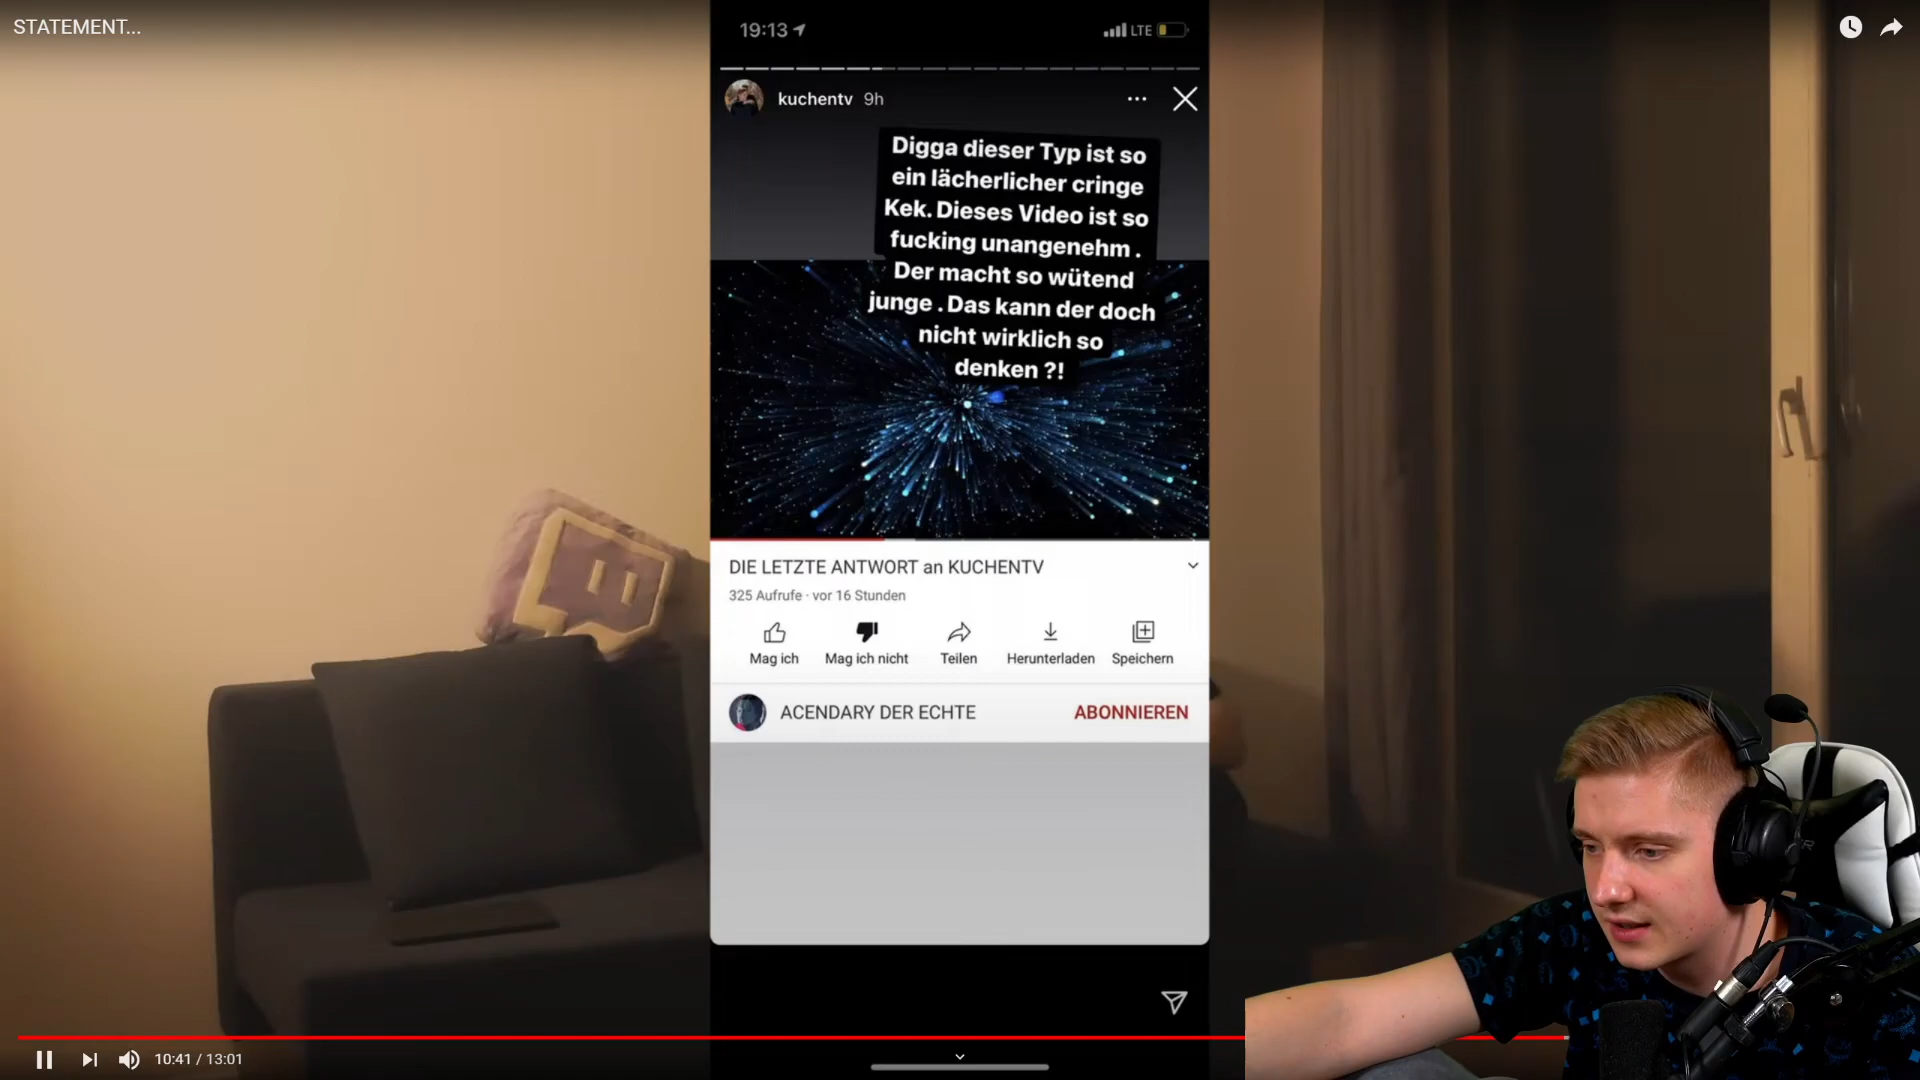 STATEMENT...
19:13
LTE
kuchentv 9h
Digga dieser Typ ist so
ein lächerlicher cringe
Kek. Dieses Video ist so
fucking unangenehm .
Der macht so wütend
junge . Das kann der doch
nicht wirklich so
denken ?!
DIE LETZTE ANTWORT an KUCHENTV
325 Aufrufe · vor 16 Stunden
Mag ich
Mag ich nicht
Teilen
Herunterladen
Speichern
ACENDARY DER ECHTE
ABONNIEREN
10:41 / 13:01